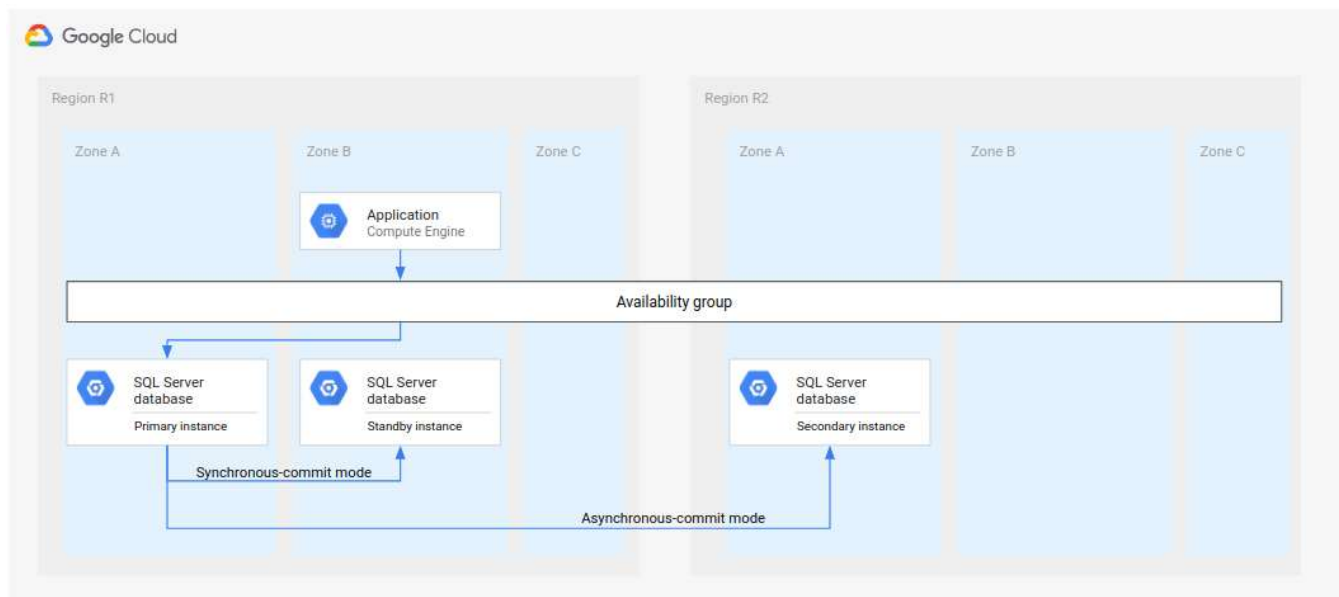 Google Cloud
Region R1
Region R2
Zone A
Zone B
Zone C
Zone A
Zone B
Zone C
Application
Compute Engine
Availability group
SQL Server
database
Primary instance
SQL Server
database
Standby instance
SQL Server
database
Secondary instance
Synchronous-commit mode
Asynchronous-commit mode